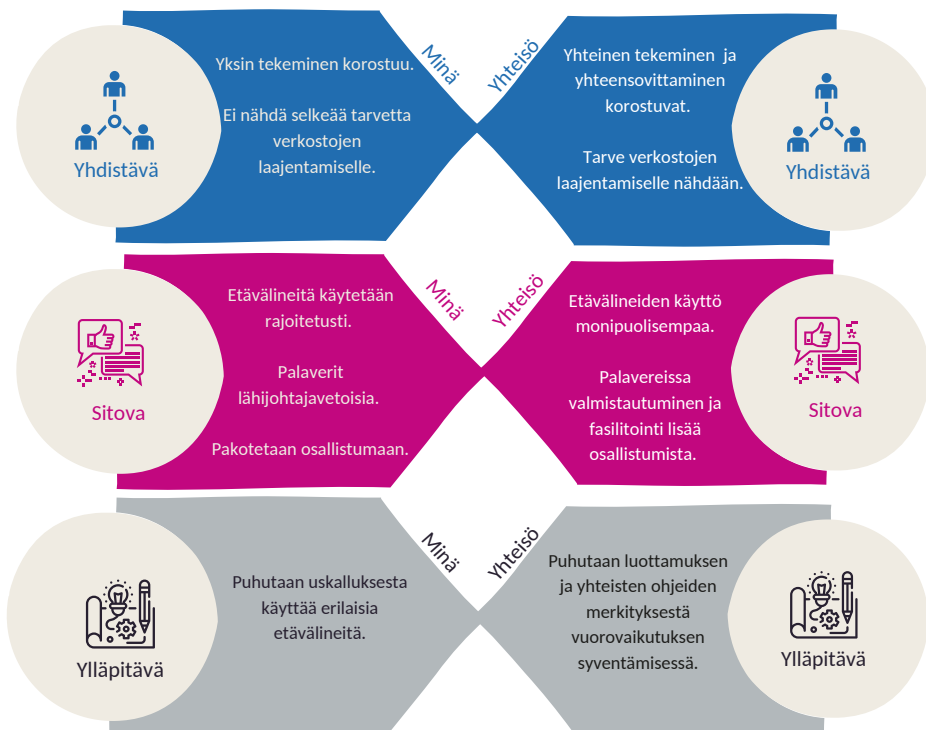 Minä
Yhteisö
Yksin tekeminen korostuu.
Ei nähdä selkeää tarvetta
verkostojen
laajentamiselle.
Yhdistävä
Yhteinen tekeminen ja
yhteensovittaminen
korostuvat.
Tarve verkostojen
laajentamiselle nähdään.
Yhdistävä
Minä
Yhteisö
Etävälineitä käytetään
rajoitetusti.
Palaverit
lähijohtajavetoisia.
Pakotetaan osallistumaan.
Sitova
Etävälineiden käyttö
monipuolisempaa.
Palavereissa
valmistautuminen ja
fasilitointi lisää
osallistumista.
Sitova
Minä
Yhteisö
Puhutaan uskalluksesta
käyttää erilaisia
etävälineitä.
Ylläpitävä
Puhutaan luottamuksen
ja yhteisten ohjeiden
merkityksestä
vuorovaikutuksen
syventämisessä.
Ylläpitävä